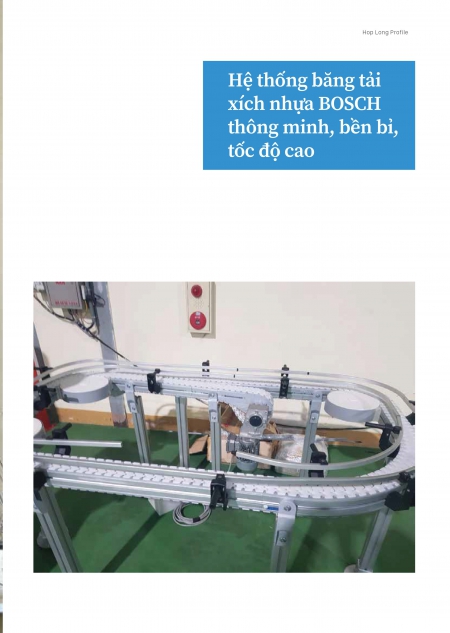 Hop Long Profile
Hệ thống băng tải
xích nhựa BOSCH
thông minh, bền bỉ,
tốc độ cao